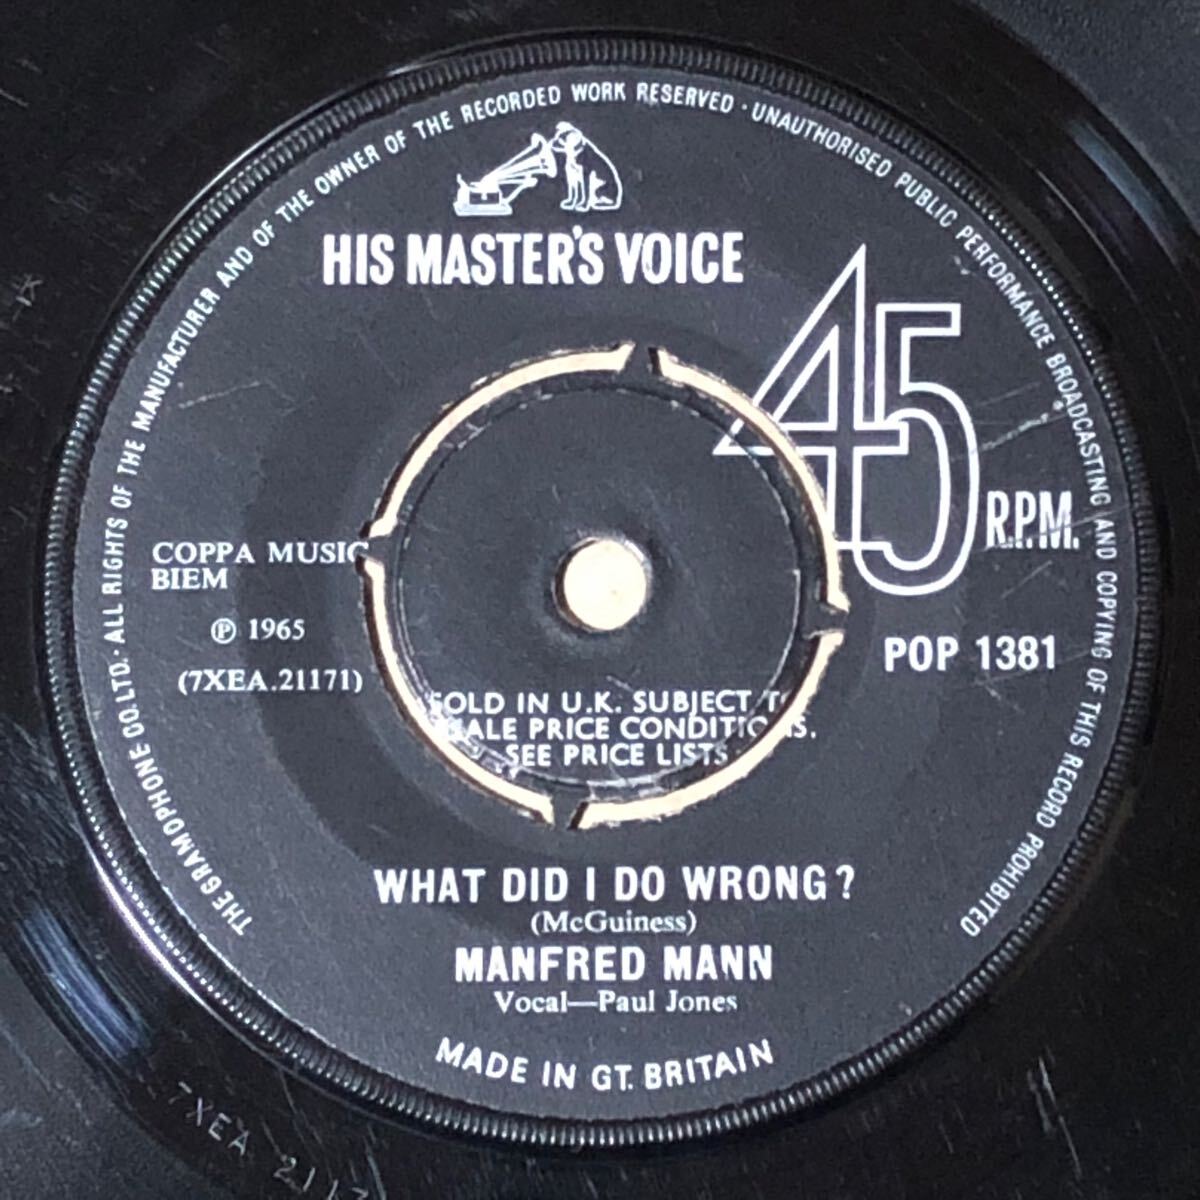 THE GRAMOPHONE CO. LTD. · ALL RIGHTS OF THE MANUFACTURER AND OF THE OWNER OF THE RECORDED WORK RESERVED · UNAUTHORISED PUBLIC PERFORMANCE BROADCASTING AND COPYING OF THIS RECORD PROHIBITED
HIS MASTER'S VOICE
45
R.P.M.
COPPA MUSIC
BIEM
℗ 1965
(7XEA.21171)
POP 1381
SOLD IN U.K. SUBJECT TO
SALE PRICE CONDITIONS.
SEE PRICE LISTS
WHAT DID I DO WRONG?
(McGuiness)
MANFRED MANN
Vocal—Paul Jones
MADE IN GT. BRITAIN
7XEA